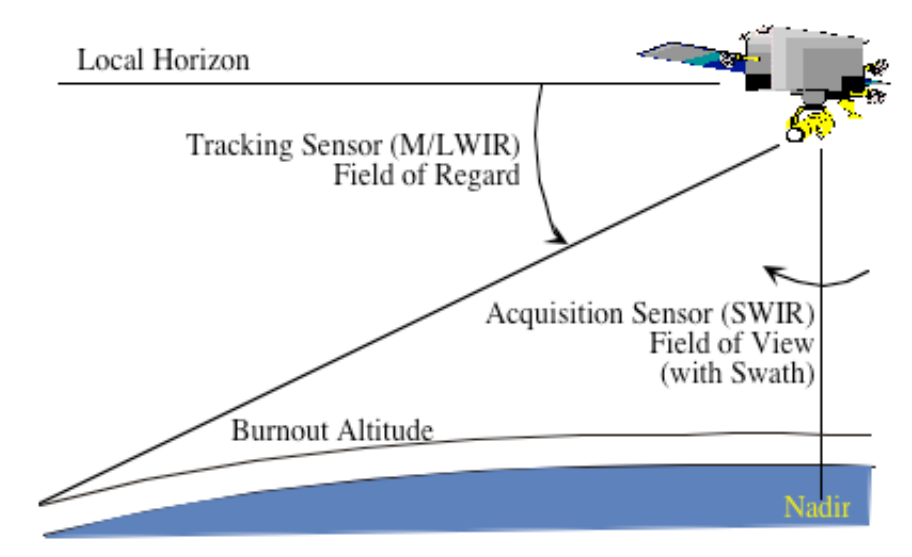 Local Horizon
Tracking Sensor (M/LWIR)
Field of Regard
Acquisition Sensor (SWIR)
Field of View
(with Swath)
Burnout Altitude
Nadir